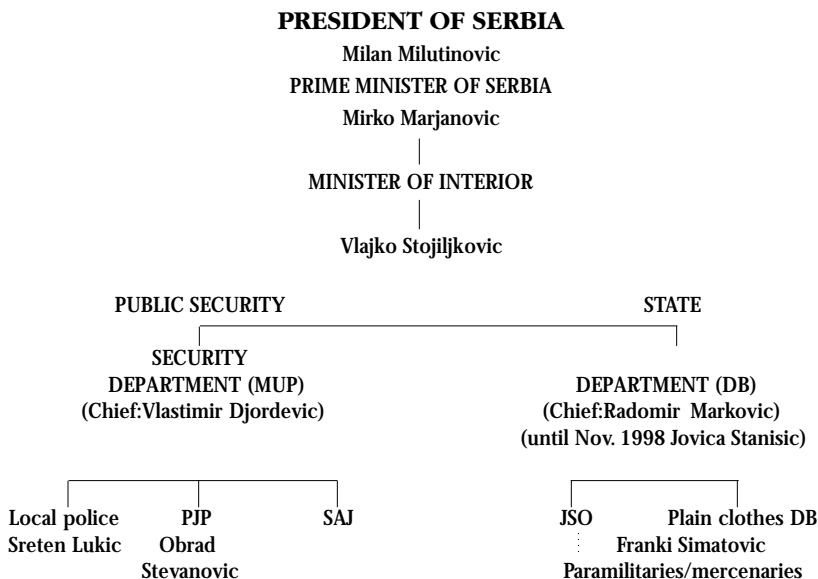 PRESIDENT OF SERBIA
Milan Milutinovic
PRIME MINISTER OF SERBIA
Mirko Marjanovic
MINISTER OF INTERIOR
Vlajko Stojiljkovic
PUBLIC SECURITY STATE
SECURITY
DEPARTMENT (MUP) DEPARTMENT (DB)
(Chief:Vlastimir Djordevic) (Chief:Radomir Markovic)
(until Nov. 1998 Jovica Stanisic)
Local police PJP SAJ JSO Plain clothes DB
Sreten Lukic Obrad Franki Simatovic
Stevanovic Paramilitaries/mercenaries